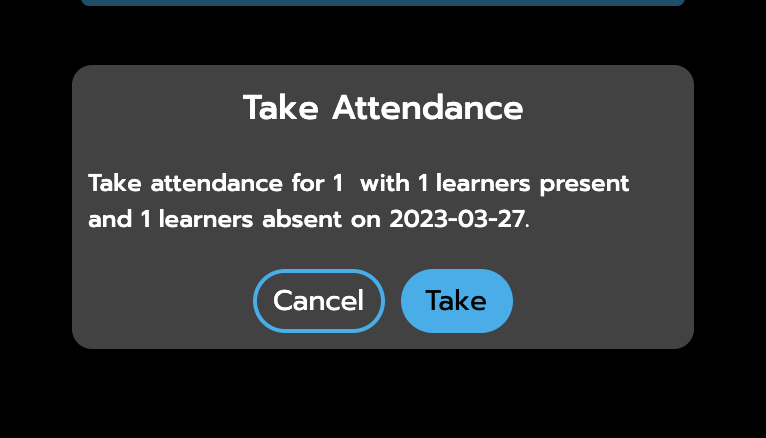 Take Attendance
Take attendance for 1  with 1 learners present
and 1 learners absent on 2023-03-27.
Cancel Take